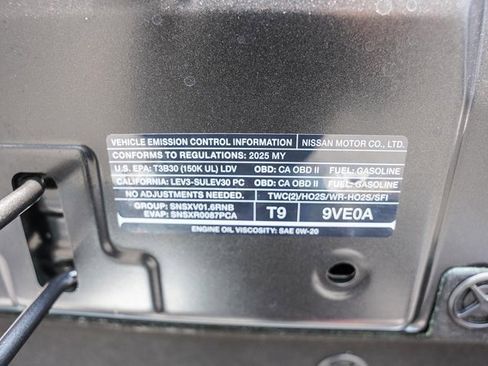 VEHICLE EMISSION CONTROL INFORMATION NISSAN MOTOR CO., LTD.
CONFORMS TO REGULATIONS: 2025 MY
U.S. EPA: T3B30 (150K UL) LDV OBD: CA OBD II FUEL: GASOLINE
CALIFORNIA: LEV3-SULEV30 PC OBD: CA OBD II FUEL: GASOLINE
NO ADJUSTMENTS NEEDED. TWC(2)/HO2S/WR-HO2S/SFI
GROUP: SNSXV01.6RNB
EVAP: SNSXR0087PCA
T9 9VE0A
ENGINE OIL VISCOSITY: SAE 0W-20